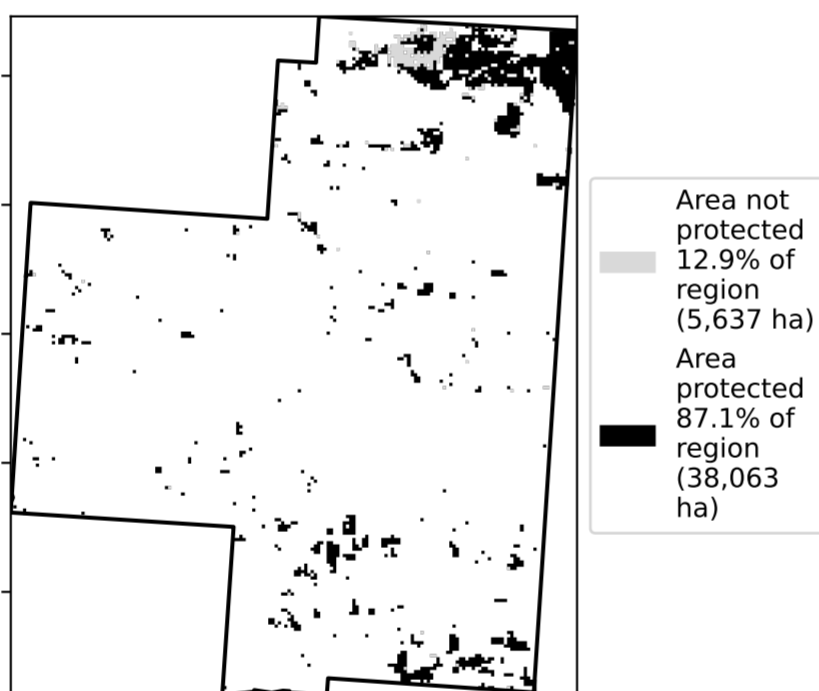 Area not
protected
12.9% of
region
(5,637 ha)
Area
protected
87.1% of
region
(38,063
ha)